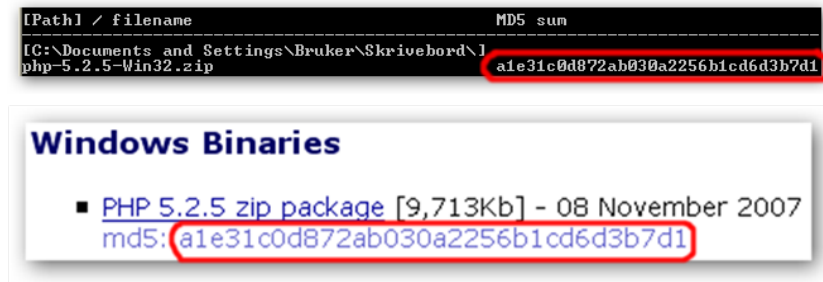 [Path] / filename MD5 sum
[C:\Documents and Settings\Bruker\Skrivebord\]
php-5.2.5-Win32.zip a1e31c0d872ab030a2256b1cd6d3b7d1
Windows Binaries
PHP 5.2.5 zip package [9,713Kb] - 08 November 2007
md5: a1e31c0d872ab030a2256b1cd6d3b7d1